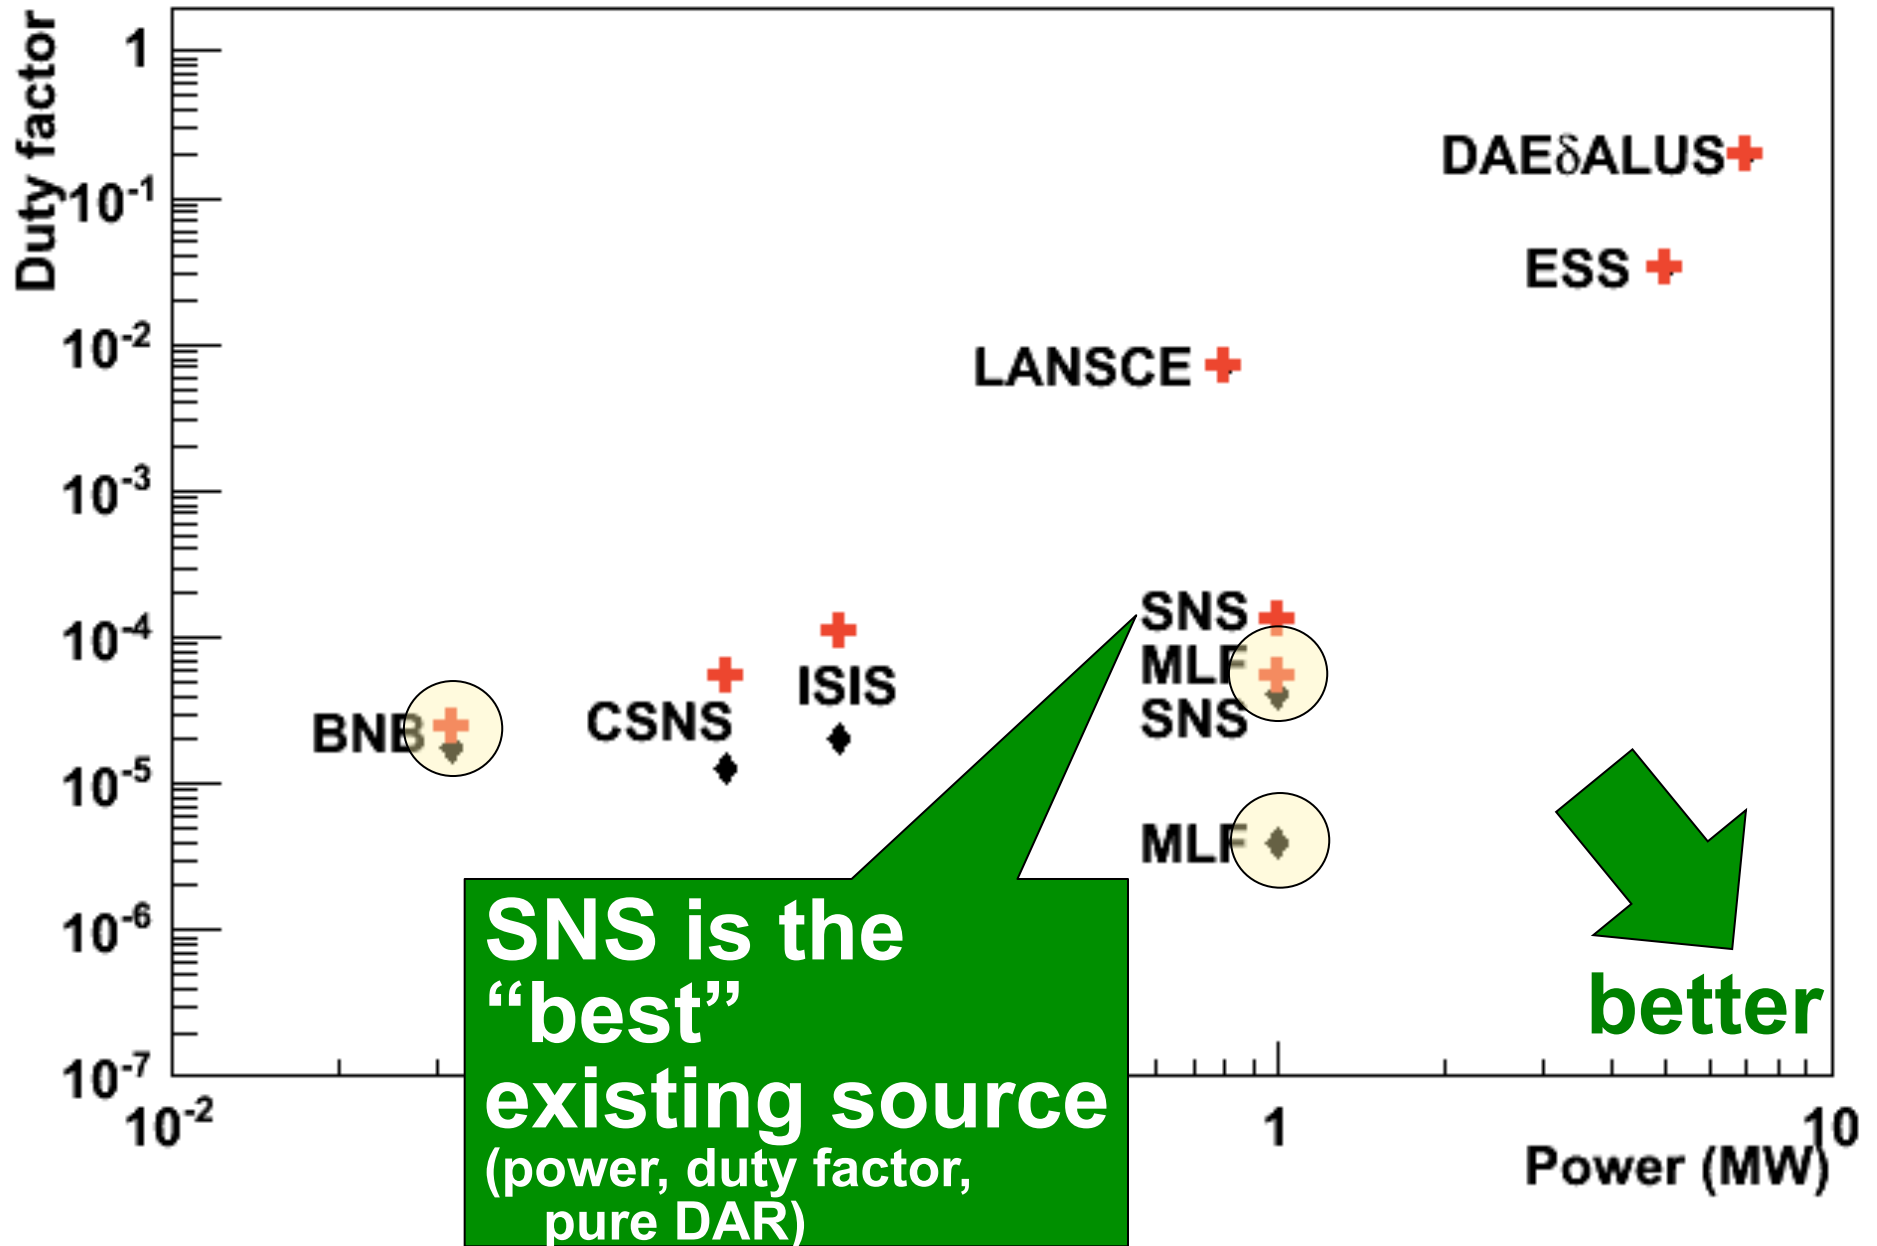 Duty factor
1
10⁻¹
10⁻²
10⁻³
10⁻⁴
10⁻⁵
10⁻⁶
10⁻⁷
DAEδALUS
ESS
LANSCE
SNS
MLF
ISIS
SNS
CSNS
BNB
MLF
SNS is the
“best”
existing source
(power, duty factor,
pure DAR)
better
10⁻²
1
10
Power (MW)